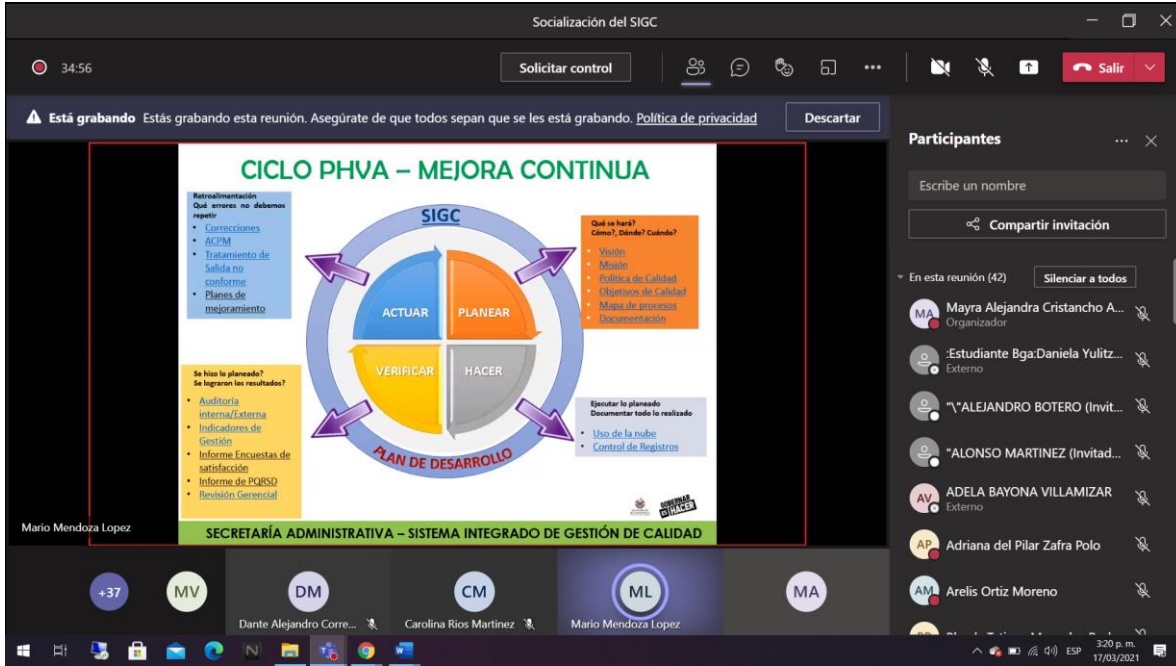 Socialización del SIGC
34:56
Solicitar control
Salir
Está grabando Estás grabando esta reunión. Asegúrate de que todos sepan que se les está grabando. Política de privacidad
Descartar
CICLO PHVA – MEJORA CONTINUA
Retroalimentación
Qué errores no debemos
repetir
• Correcciones
• ACPM
• Tratamiento de
Salida no
conforme
• Planes de
mejoramiento
SIGC
Qué se hará?
Cómo?, Dónde? Cuándo?
• Visión
• Misión
• Política de Calidad
• Objetivos de Calidad
• Mapa de procesos
• Documentación
ACTUAR
PLANEAR
VERIFICAR
HACER
PLAN DE DESARROLLO
Se hizo lo planeado?
Se lograron los resultados?
• Auditoría
interna/Externa
• Indicadores de
Gestión
• Informe Encuestas de
satisfacción
• Informe de PQRSD
• Revisión Gerencial
Ejecutar lo planeado
Documentar todo lo realizado
• Uso de la nube
• Control de Registros
GOBERNAR
ES HACER
SECRETARÍA ADMINISTRATIVA – SISTEMA INTEGRADO DE GESTIÓN DE CALIDAD
Mario Mendoza Lopez
+37
MV
DM
Dante Alejandro Corre...
CM
Carolina Rios Martinez
ML
Mario Mendoza Lopez
MA
Participantes
Escribe un nombre
Compartir invitación
En esta reunión (42)
Silenciar a todos
MA
Mayra Alejandra Cristancho A...
Organizador
:Estudiante Bga:Daniela Yulitz...
Externo
"\"ALEJANDRO BOTERO (Invit...
"ALONSO MARTINEZ (Invitad...
AV
ADELA BAYONA VILLAMIZAR
Externo
AP
Adriana del Pilar Zafra Polo
AM
Arelis Ortiz Moreno
ESP
3:20 p. m.
17/03/2021